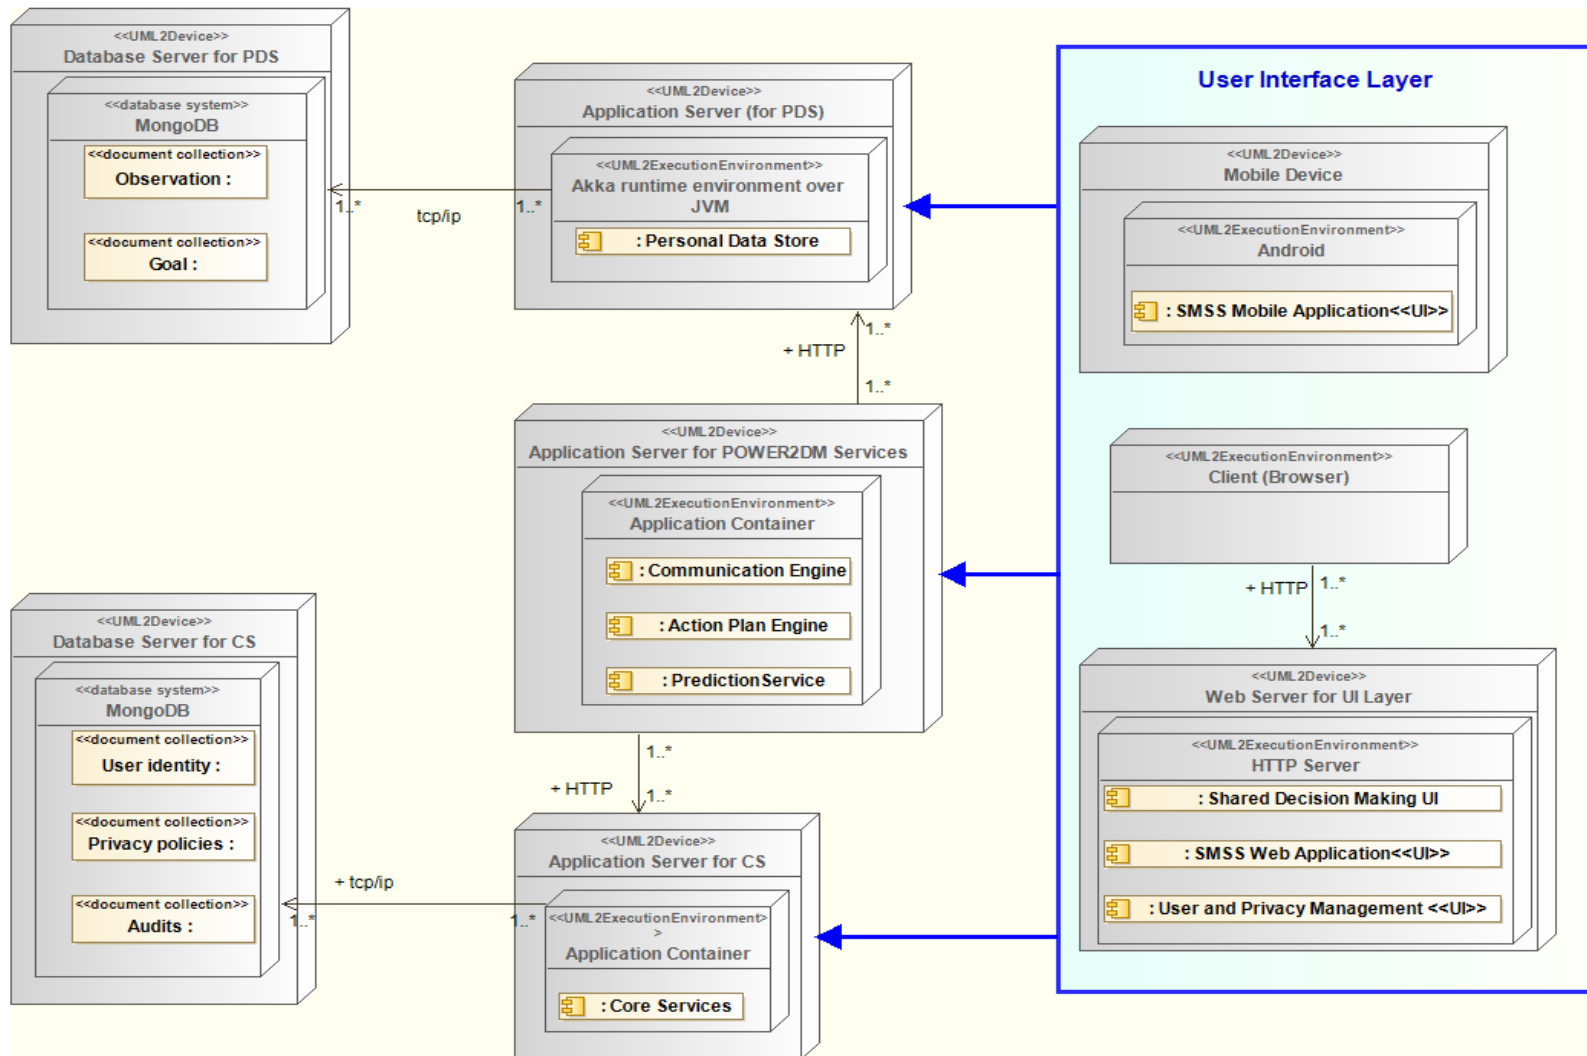 <<UML2Device>>
Database Server for PDS
<<database system>>
MongoDB
<<document collection>>
Observation :
<<document collection>>
Goal :
1..*
tcp/ip
1..*
<<UML2Device>>
Application Server (for PDS)
<<UML2ExecutionEnvironment>>
Akka runtime environment over
JVM
: Personal Data Store
1..*
+ HTTP
1..*
<<UML2Device>>
Application Server for POWER2DM Services
<<UML2ExecutionEnvironment>>
Application Container
: Communication Engine
: Action Plan Engine
: PredictionService
1..*
+ HTTP
1..*
<<UML2Device>>
Database Server for CS
<<database system>>
MongoDB
<<document collection>>
User identity :
<<document collection>>
Privacy policies :
<<document collection>>
Audits :
+ tcp/ip
1..*
1..*
<<UML2Device>>
Application Server for CS
<<UML2ExecutionEnvironment>
>
Application Container
: Core Services
User Interface Layer
<<UML2Device>>
Mobile Device
<<UML2ExecutionEnvironment>>
Android
: SMSS Mobile Application<<UI>>
<<UML2ExecutionEnvironment>>
Client (Browser)
+ HTTP
1..*
1..*
<<UML2Device>>
Web Server for UI Layer
<<UML2ExecutionEnvironment>>
HTTP Server
: Shared Decision Making UI
: SMSS Web Application<<UI>>
: User and Privacy Management <<UI>>